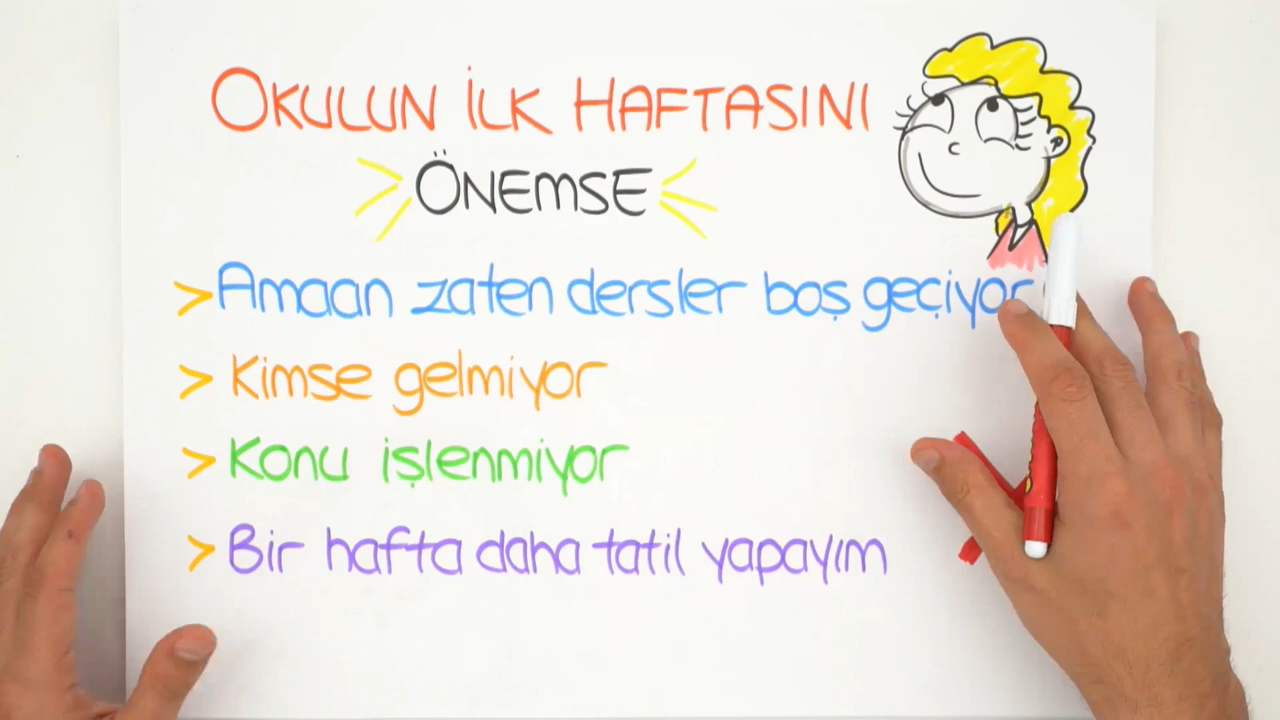 OKULUN İLK HAFTASINI
ÖNEMSE
> Amaan zaten dersler boş geçiyor
> Kimse gelmiyor
> Konu işlenmiyor
> Bir hafta daha tatil yapayım